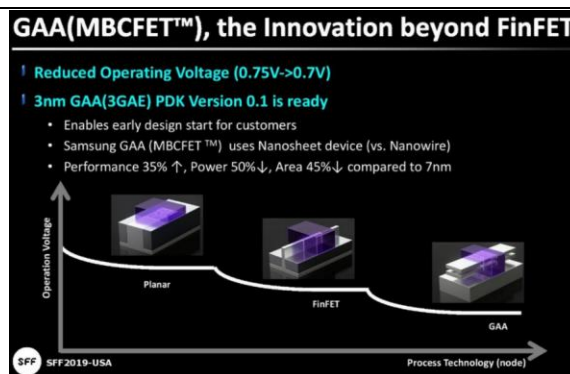 GAA(MBCFET™), the Innovation beyond FinFET
Reduced Operating Voltage (0.75V->0.7V)
3nm GAA(3GAE) PDK Version 0.1 is ready
• Enables early design start for customers
• Samsung GAA (MBCFET ™) uses Nanosheet device (vs. Nanowire)
• Performance 35% ↑, Power 50%↓, Area 45%↓ compared to 7nm
Operation Voltage
Planar
FinFET
GAA
SFF SFF2019-USA
Process Technology (node)